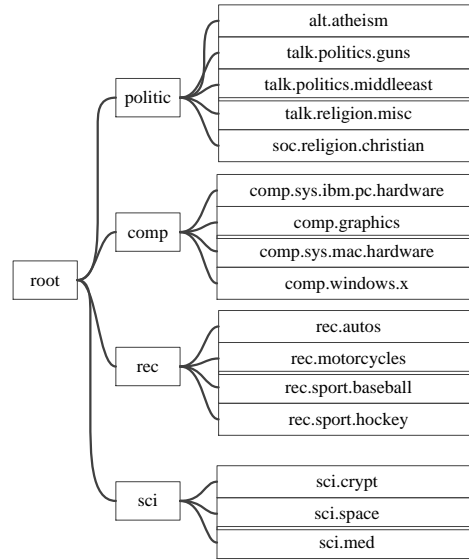 root
politic
alt.atheism
talk.politics.guns
talk.politics.middleeast
talk.religion.misc
soc.religion.christian
comp
comp.sys.ibm.pc.hardware
comp.graphics
comp.sys.mac.hardware
comp.windows.x
rec
rec.autos
rec.motorcycles
rec.sport.baseball
rec.sport.hockey
sci
sci.crypt
sci.space
sci.med